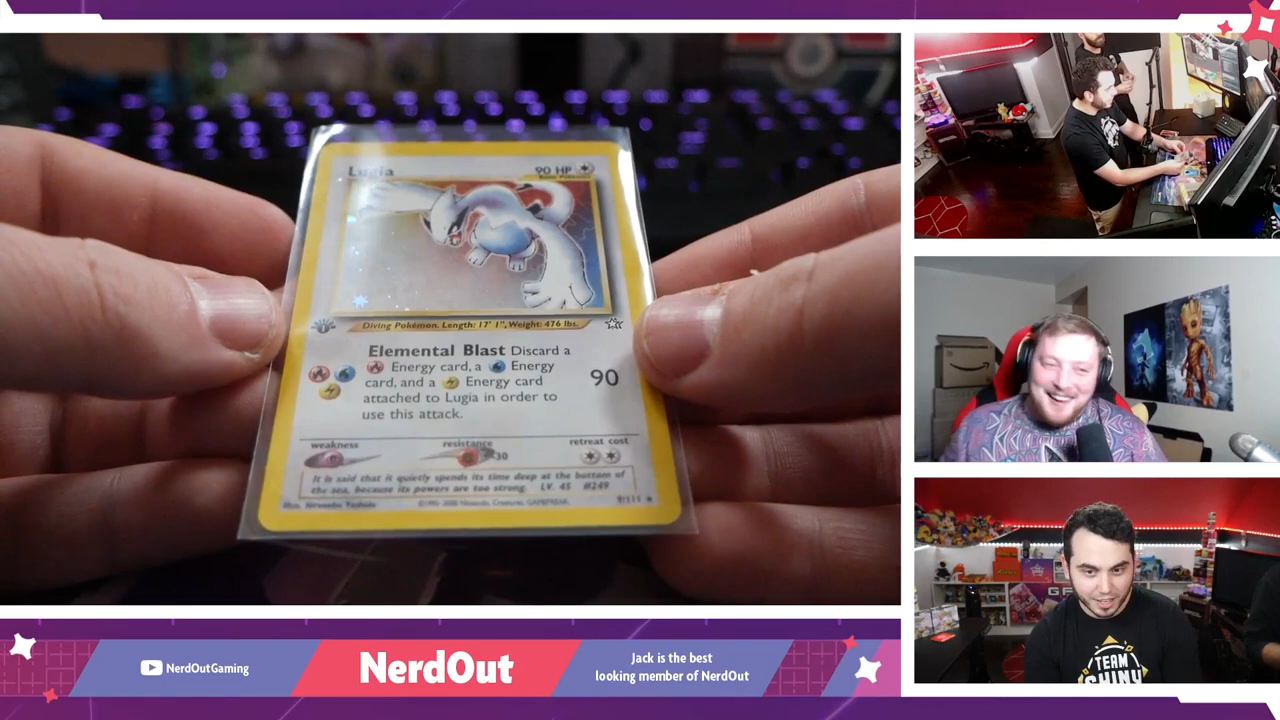 Lugia
90 HP
Diving Pokémon. Length: 17' 1", Weight: 476 lbs.
Elemental Blast Discard a
Energy card, a Energy
card, and a Energy card
attached to Lugia in order to
use this attack.
90
weakness
resistance
-30
retreat cost
It is said that it quietly spends its time deep at the bottom of
the sea, because its powers are too strong. LV. 45 #249
9/111
NerdOutGaming
NerdOut
Jack is the best
looking member of NerdOut
TEAM
SHINY